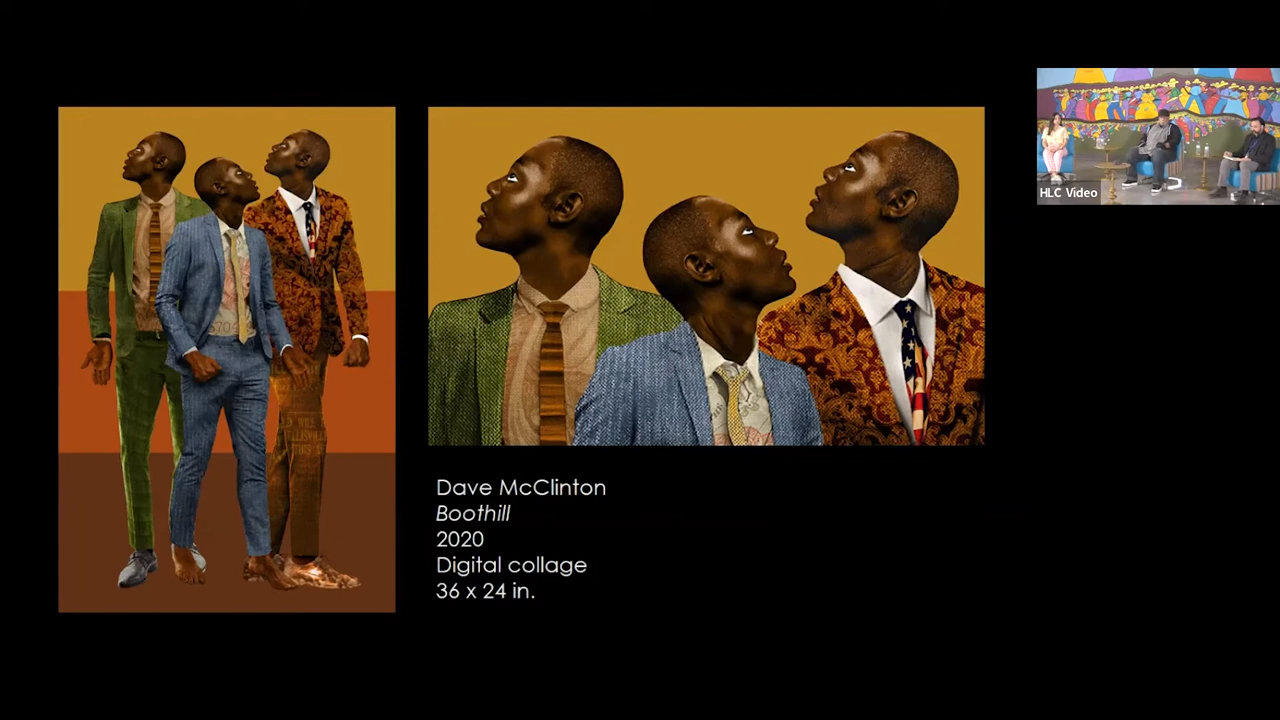 HLC Video
Dave McClinton
Boothill
2020
Digital collage
36 x 24 in.